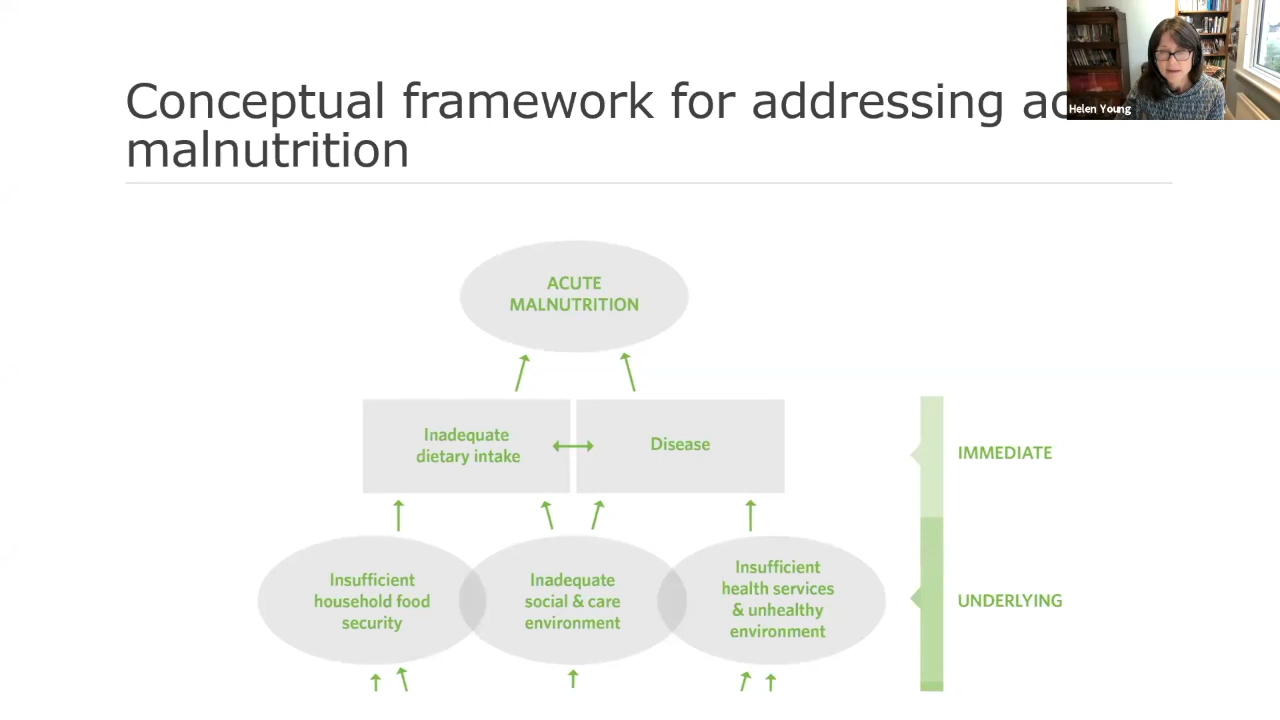 Conceptual framework for addressing
malnutrition
Helen Young
ACUTE
MALNUTRITION
Inadequate
dietary intake
Disease
IMMEDIATE
Insufficient
household food
security
Inadequate
social & care
environment
Insufficient
health services
& unhealthy
environment
UNDERLYING